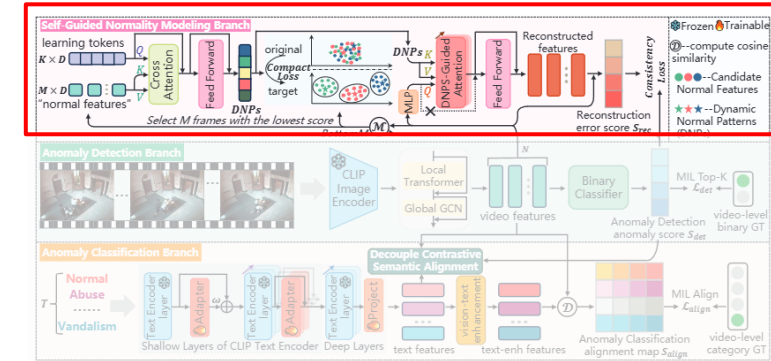 Self-Guided Normality Modeling Branch
Frozen Trainable
learning tokens
K × D
Q
K
V
M × D
"normal features"
Cross Attention
Feed Forward
DNPs
original
Compact Loss
target
DNPs
K
V
Q
MLP
DNPS-Guided Attention
Feed Forward
Reconstructed features
Reconstruction error score S_rec
Consistency Loss
D--compute cosine similarity
--Candidate Normal Features
--Dynamic Normal Patterns (DNPs)
Select M frames with the lowest score
M
Anomaly Detection Branch
CLIP Image Encoder
Local Transformer
Global GCN
N
video features
Binary Classifier
Anomaly Detection anomaly score S_det
MIL Top-K
L_det
video-level binary GT
Anomaly Classification Branch
Decouple Contrastive Semantic Alignment
T
Normal
Abuse
......
Vandalism
Text Encoder layer
Adapter
ε
Text Encoder layer
Adapter
Text Encoder layer
Project
Shallow Layers of CLIP Text Encoder
Deep Layers
text features
vision-text enhancement
text-enh features
D
Anomaly Classification alignment map S_align
MIL Align
L_align
video-level category GT